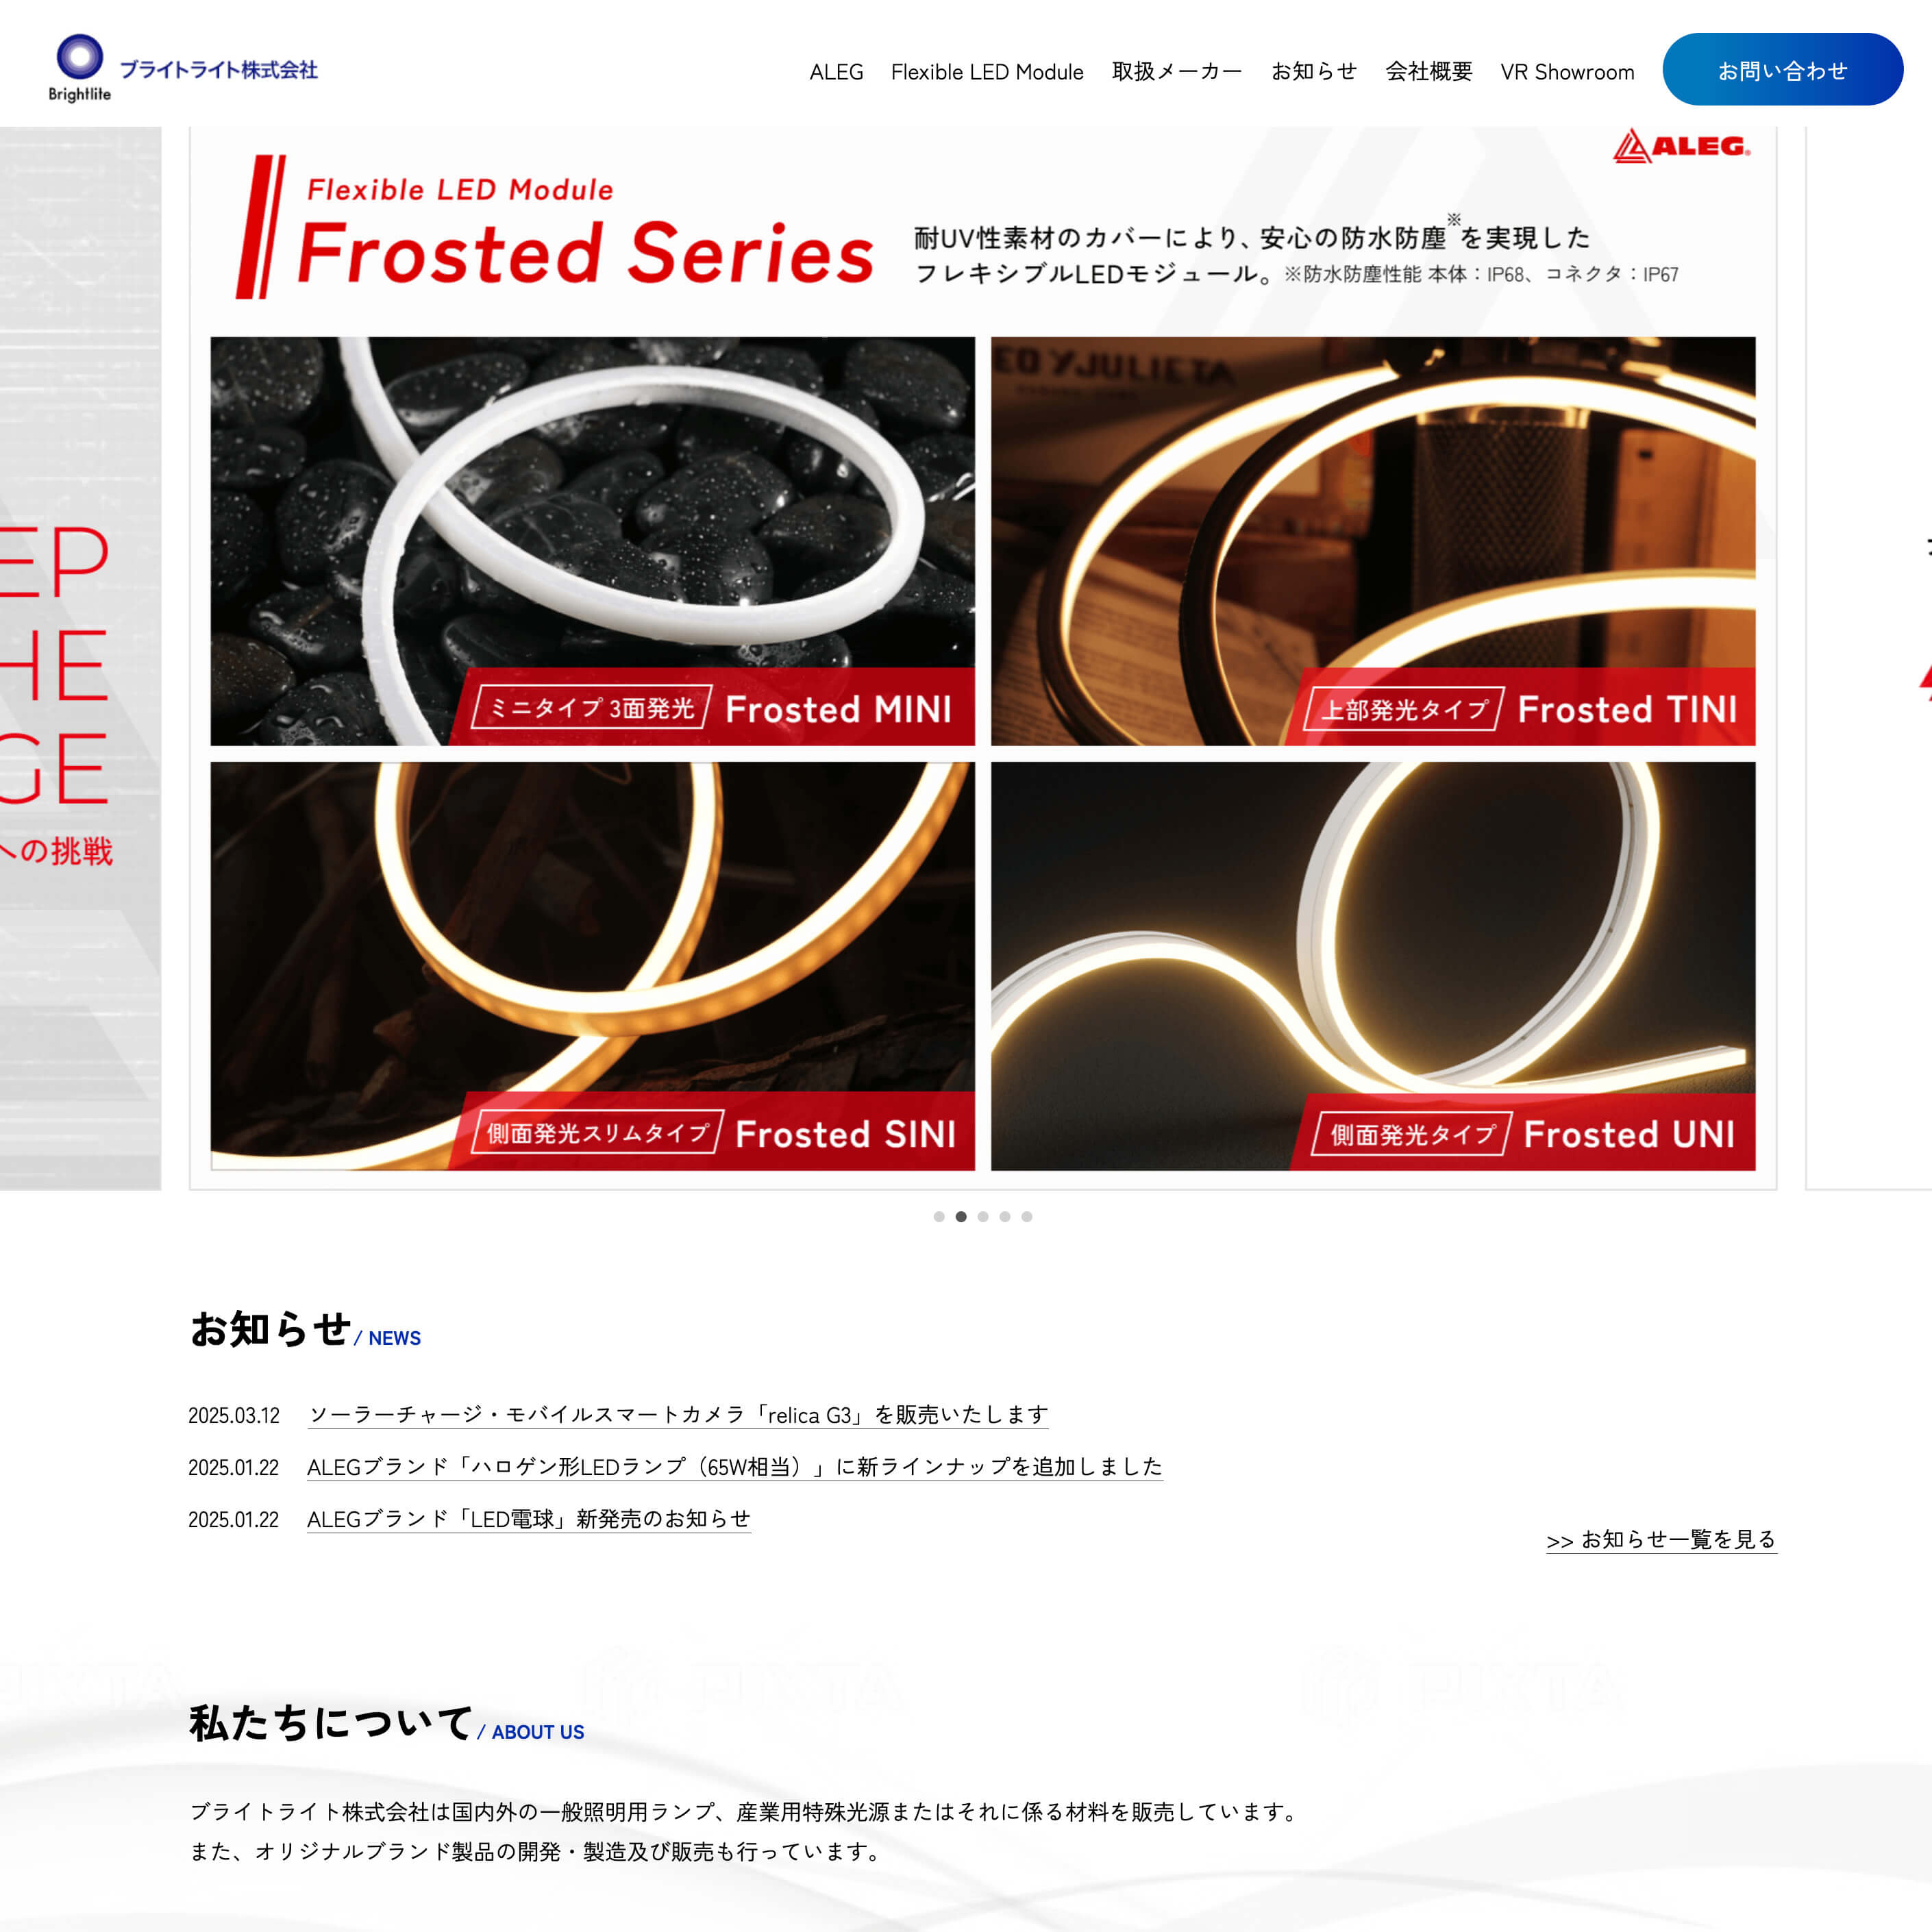 Brightlite
ブライトライト株式会社
ALEG
Flexible LED Module
取扱メーカー
お知らせ
会社概要
VR Showroom
お問い合わせ
EP
HE
GE
への挑戦
ALEG
Flexible LED Module
Frosted Series
耐UV性素材のカバーにより、安心の防水防塵※を実現した
フレキシブルLEDモジュール。※防水防塵性能 本体：IP68、コネクタ：IP67
ミニタイプ 3面発光 Frosted MINI
YJULIETA
上部発光タイプ Frosted TINI
側面発光スリムタイプ Frosted SINI
側面発光タイプ Frosted UNI
お知らせ / NEWS
2025.03.12 ソーラーチャージ・モバイルスマートカメラ「relica G3」を販売いたします
2025.01.22 ALEGブランド「ハロゲン形LEDランプ（65W相当）」に新ラインナップを追加しました
2025.01.22 ALEGブランド「LED電球」新発売のお知らせ
>> お知らせ一覧を見る
私たちについて / ABOUT US
ブライトライト株式会社は国内外の一般照明用ランプ、産業用特殊光源またはそれに係る材料を販売しています。
また、オリジナルブランド製品の開発・製造及び販売も行っています。